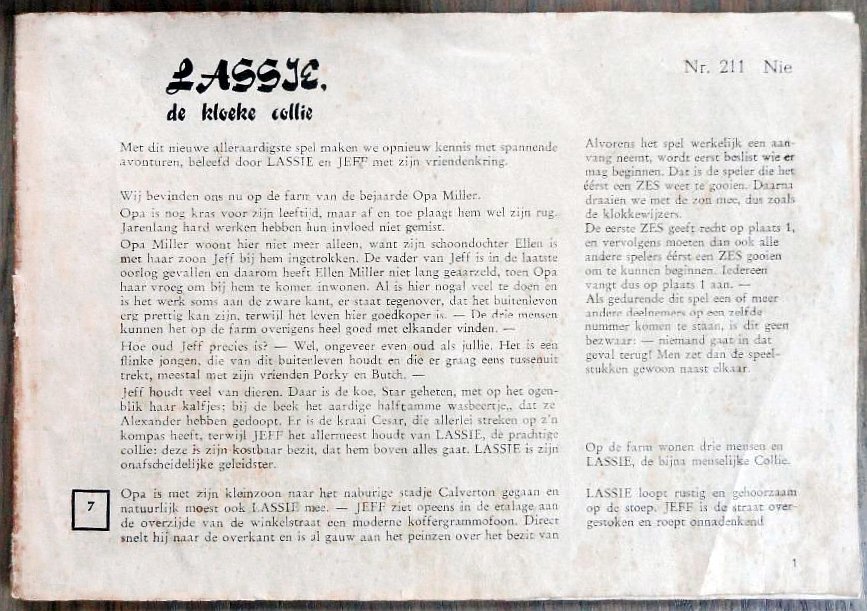 LASSIE,
de kloeke collie
Nr. 211 Nie
Met dit nieuwe alleraardigste spel maken we opnieuw kennis met spannende
avonturen, beleefd door LASSIE en JEFF met zijn vriendenkring.
Wij bevinden ons nu op de farm van de bejaarde Opa Miller.
Opa is nog kras voor zijn leeftijd, maar af en toe plaagt hem wel zijn rug.
Jarenlang hard werken hebben hun invloed niet gemist.
Opa Miller woont hier niet meer alleen, want zijn schoondochter Ellen is
met haar zoon Jeff bij hem ingetrokken. De vader van Jeff is in de laatste
oorlog gevallen en daarom heeft Ellen Miller niet lang geaarzeld, toen Opa
haar vroeg om bij hem te komen inwonen. Al is hier nogal veel te doen en
is het werk soms aan de zware kant, er staat tegenover, dat het buitenleven
erg prettig kan zijn, terwijl het leven hier goedkoper is. — De drie mensen
kunnen het op de farm overigens heel goed met elkander vinden. —
Hoe oud Jeff precies is? — Wel, ongeveer even oud als jullie. Het is een
flinke jongen, die van dit buitenleven houdt en die er graag eens tussenuit
trekt, meestal met zijn vrienden Porky en Butch. —
Jeff houdt veel van dieren. Daar is de koe, Star geheten, met op het ogen-
blik haar kalfjes; bij de beek het aardige halftamme wasbeertje,, dat ze
Alexander hebben gedoopt. Er is de kraai Cesar, die allerlei streken op z'n
kompas heeft, terwijl JEFF het allermeest houdt van LASSIE, de prachtige
collie: deze is zijn kostbaar bezit, dat hem boven alles gaat. LASSIE is zijn
onafscheidelijke geleidster.
7
Opa is met zijn kleinzoon naar het naburige stadje Calverton gegaan en
natuurlijk moest ook LASSIE mee. — JEFF ziet opeens in de etalage aan
de overzijde van de winkelstraat een moderne koffergrammofoon. Direct
snelt hij naar de overkant en is al gauw aan het peinzen over het bezit van
Alvorens het spel werkelijk een aan-
vang neemt, wordt eerst beslist wie er
mag beginnen. Dat is de speler die het
éérst een ZES weet te gooien. Daarna
draaien we met de zon mee, dus zoals
de klokkewijzers.
De eerste ZES geeft recht op plaats 1,
en vervolgens moeten dan ook alle
andere spelers éérst een ZES gooien
om te kunnen beginnen. Iedereen
vangt dus op plaats 1 aan. —
Als gedurende dit spel een of meer
andere deelnemers op een zelfde
nummer komen te staan, is dit geen
bezwaar: — niemand gaat in dat
geval terug! Men zet dan de speel-
stukken gewoon naast elkaar.
Op de farm wonen drie mensen en
LASSIE, de bijna menselijke Collie.
LASSIE loopt rustig en gehoorzaam
op de stoep. JEFF is de straat over-
gestoken en roept onnadenkend
1